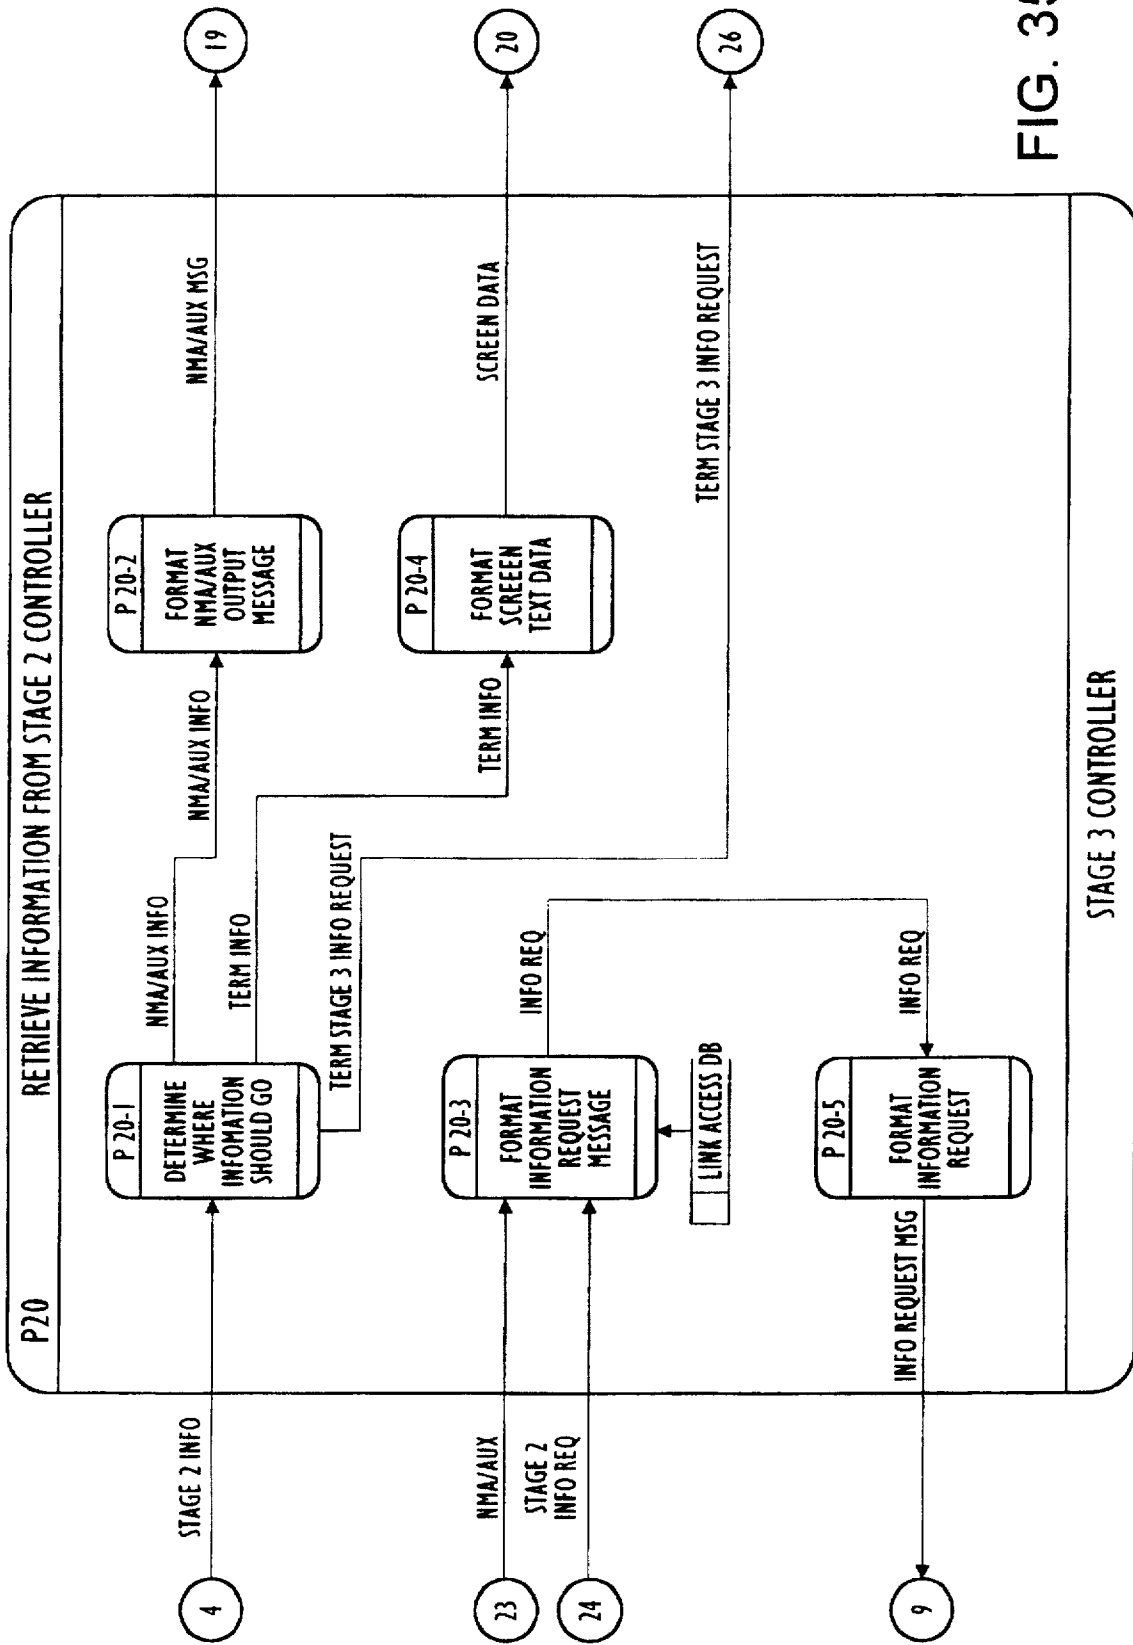 P20
RETRIEVE INFORMATION FROM STAGE 2 CONTROLLER
4
STAGE 2 INFO
P 20-1
DETERMINE
WHERE
INFOMATION
SHOULD GO
NMA/AUX INFO
NMA/AUX INFO
P 20-2
FORMAT
NMA/AUX
OUTPUT
MESSAGE
NMA/AUX MSG
19
TERM INFO
TERM INFO
P 20-4
FORMAT
SCREEEN
TEXT DATA
SCREEN DATA
20
TERM STAGE 3 INFO REQUEST
TERM STAGE 3 INFO REQUEST
26
23
NMA/AUX
24
STAGE 2
INFO REQ
P 20-3
FORMAT
INFORMATION
REQUEST
MESSAGE
LINK ACCESS DB
INFO REQ
INFO REQ
P 20-5
FORMAT
INFORMATION
REQUEST
INFO REQUEST MSG
9
STAGE 3 CONTROLLER
FIG. 35